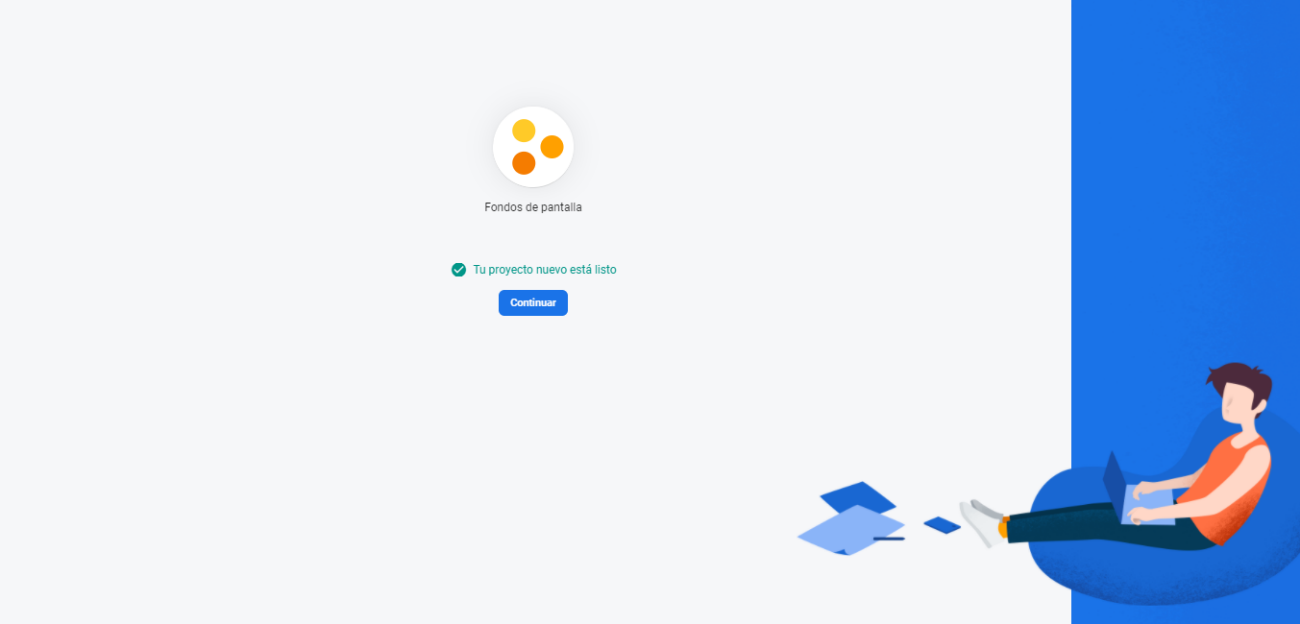 Fondos de pantalla
Tu proyecto nuevo está listo
Continuar